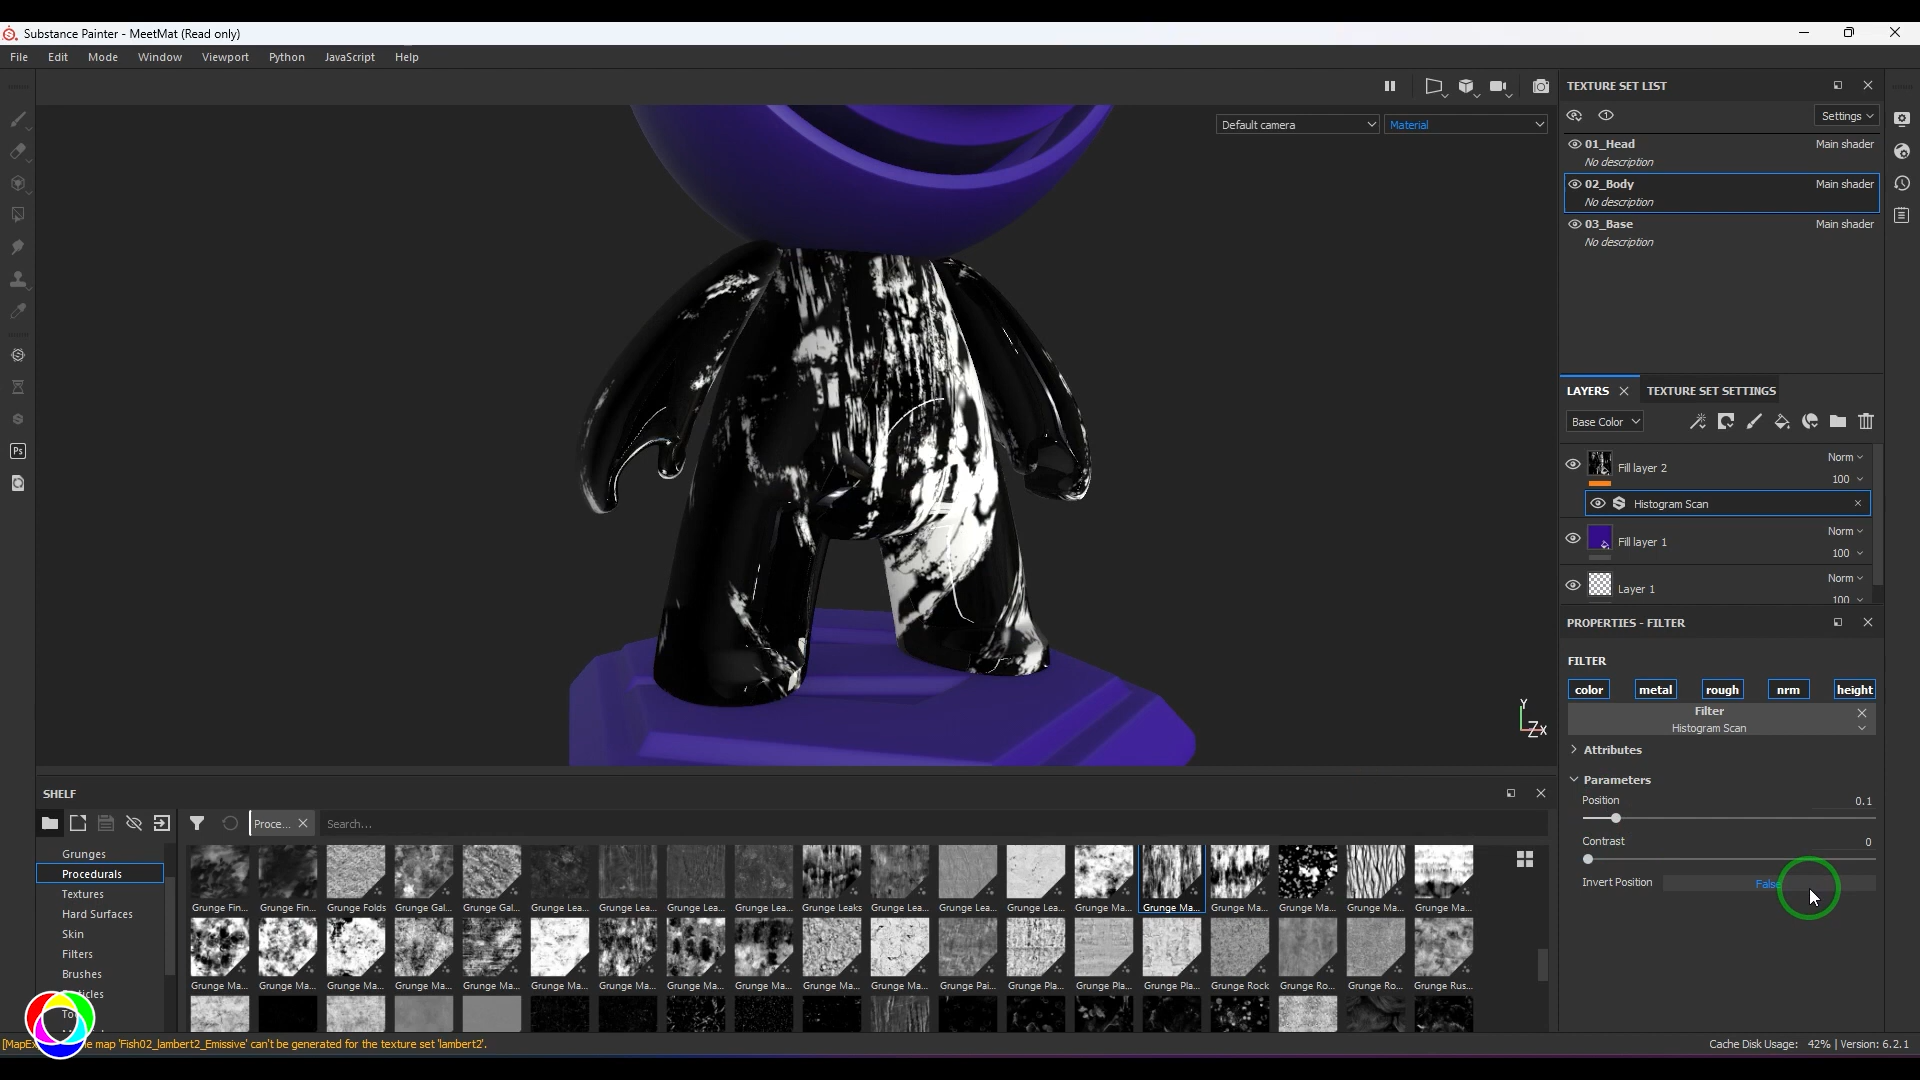 Substance Painter - MeetMat (Read only)
File Edit Mode Window Viewport Python JavaScript Help
Default camera
Material
TEXTURE SET LIST
Settings
01_Head Main shader
No description
02_Body Main shader
No description
03_Base Main shader
No description
LAYERS
TEXTURE SET SETTINGS
Base Color
Fill layer 2 Norm
100
Histogram Scan
Fill layer 1 Norm
100
Layer 1 Norm
100
PROPERTIES - FILTER
FILTER
color metal rough nrm height
Filter
Histogram Scan
Attributes
Parameters
Position 0.1
Contrast 0
Invert Position False
Ps
Y
Z X
SHELF
Proce...
Search...
Grunges
Procedurals
Textures
Hard Surfaces
Skin
Filters
Brushes
Grunge Fin... Grunge Fin... Grunge Folds Grunge Gal... Grunge Gal... Grunge Lea... Grunge Lea... Grunge Lea... Grunge Lea... Grunge Leaks Grunge Lea... Grunge Lea... Grunge Lea... Grunge Ma... Grunge Ma... Grunge Ma... Grunge Ma... Grunge Ma... Grunge Ma...
Grunge Ma... Grunge Ma... Grunge Ma... Grunge Ma... Grunge Ma... Grunge Ma... Grunge Ma... Grunge Ma... Grunge Ma... Grunge Ma... Grunge Ma... Grunge Pai... Grunge Pla... Grunge Pla... Grunge Pla... Grunge Rock Grunge Ro... Grunge Ro... Grunge Rus...
map 'Fish02_lambert2_Emissive' can't be generated for the texture set 'lambert2'.
Cache Disk Usage: 42% | Version: 6.2.1